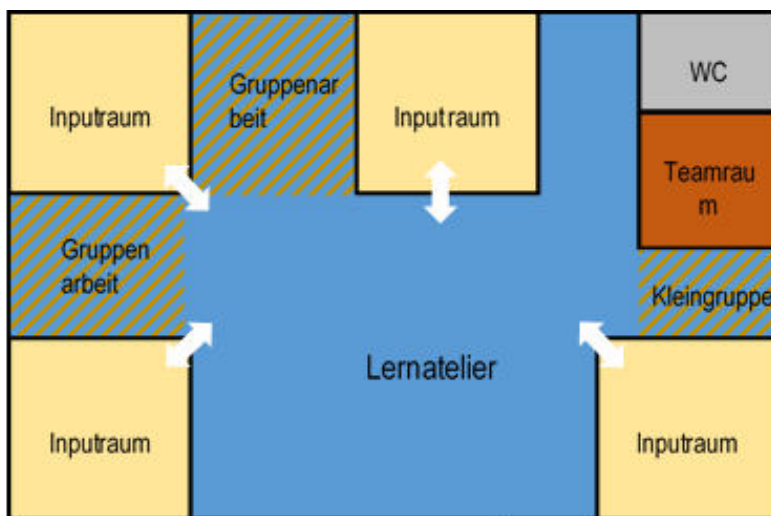 Inputraum
Gruppenar
beit
Inputraum
WC
Teamrau
m
Gruppen
arbeit
Kleingruppe
Lernatelier
Inputraum
Inputraum